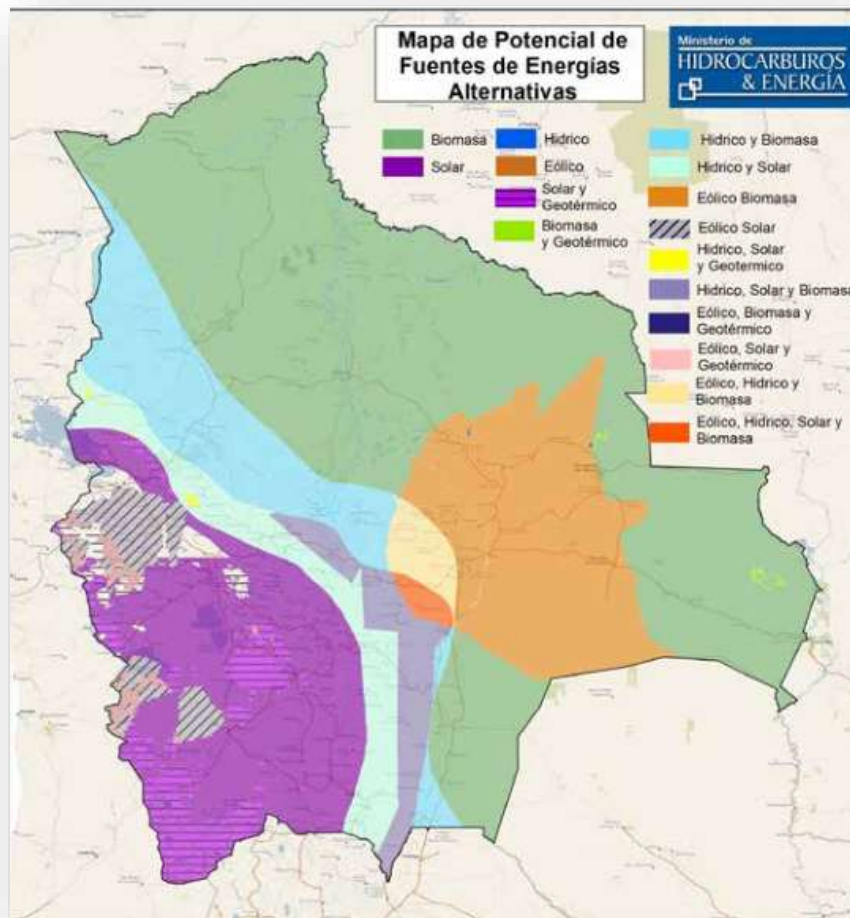 Mapa de Potencial de
Fuentes de Energías
Alternativas
Ministerio de
HIDROCARBUROS
& ENERGÍA
Biomasa
Solar
Hidrico
Eólico
Solar y
Geotérmico
Biomasa
y Geotérmico
Hidrico y Biomasa
Hidrico y Solar
Eólico Biomasa
Eólico Solar
Hidrico, Solar
y Geotermico
Hidrico, Solar y Biomasa
Eólico, Biomasa y
Geotérmico
Eólico, Solar y
Geotérmico
Eólico, Hidrico y
Biomasa
Eólico, Hidrico, Solar y
Biomasa